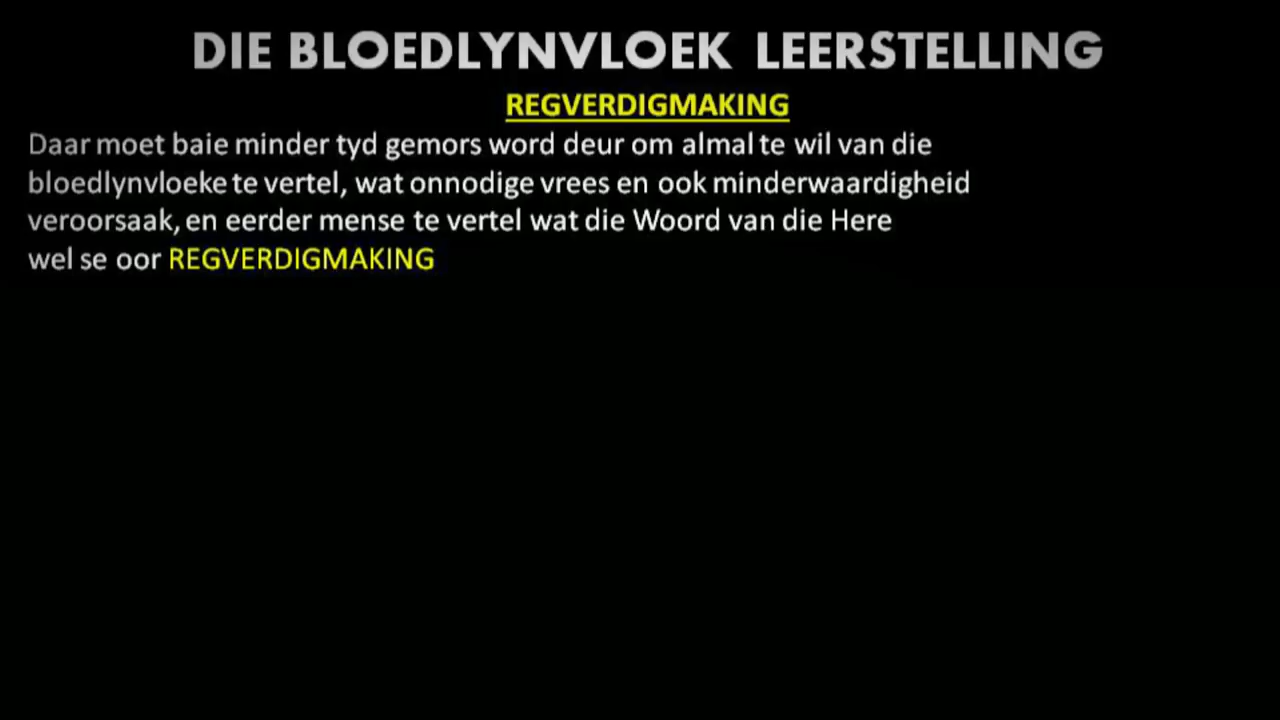 DIE BLOEDLYNVLOEK LEERSTELLING
REGVERDIGMAKING
Daar moet baie minder tyd gemors word deur om almal te wil van die
bloedlynvloeke te vertel, wat onnodige vrees en ook minderwaardigheid
veroorsaak, en eerder mense te vertel wat die Woord van die Here
wel se oor REGVERDIGMAKING